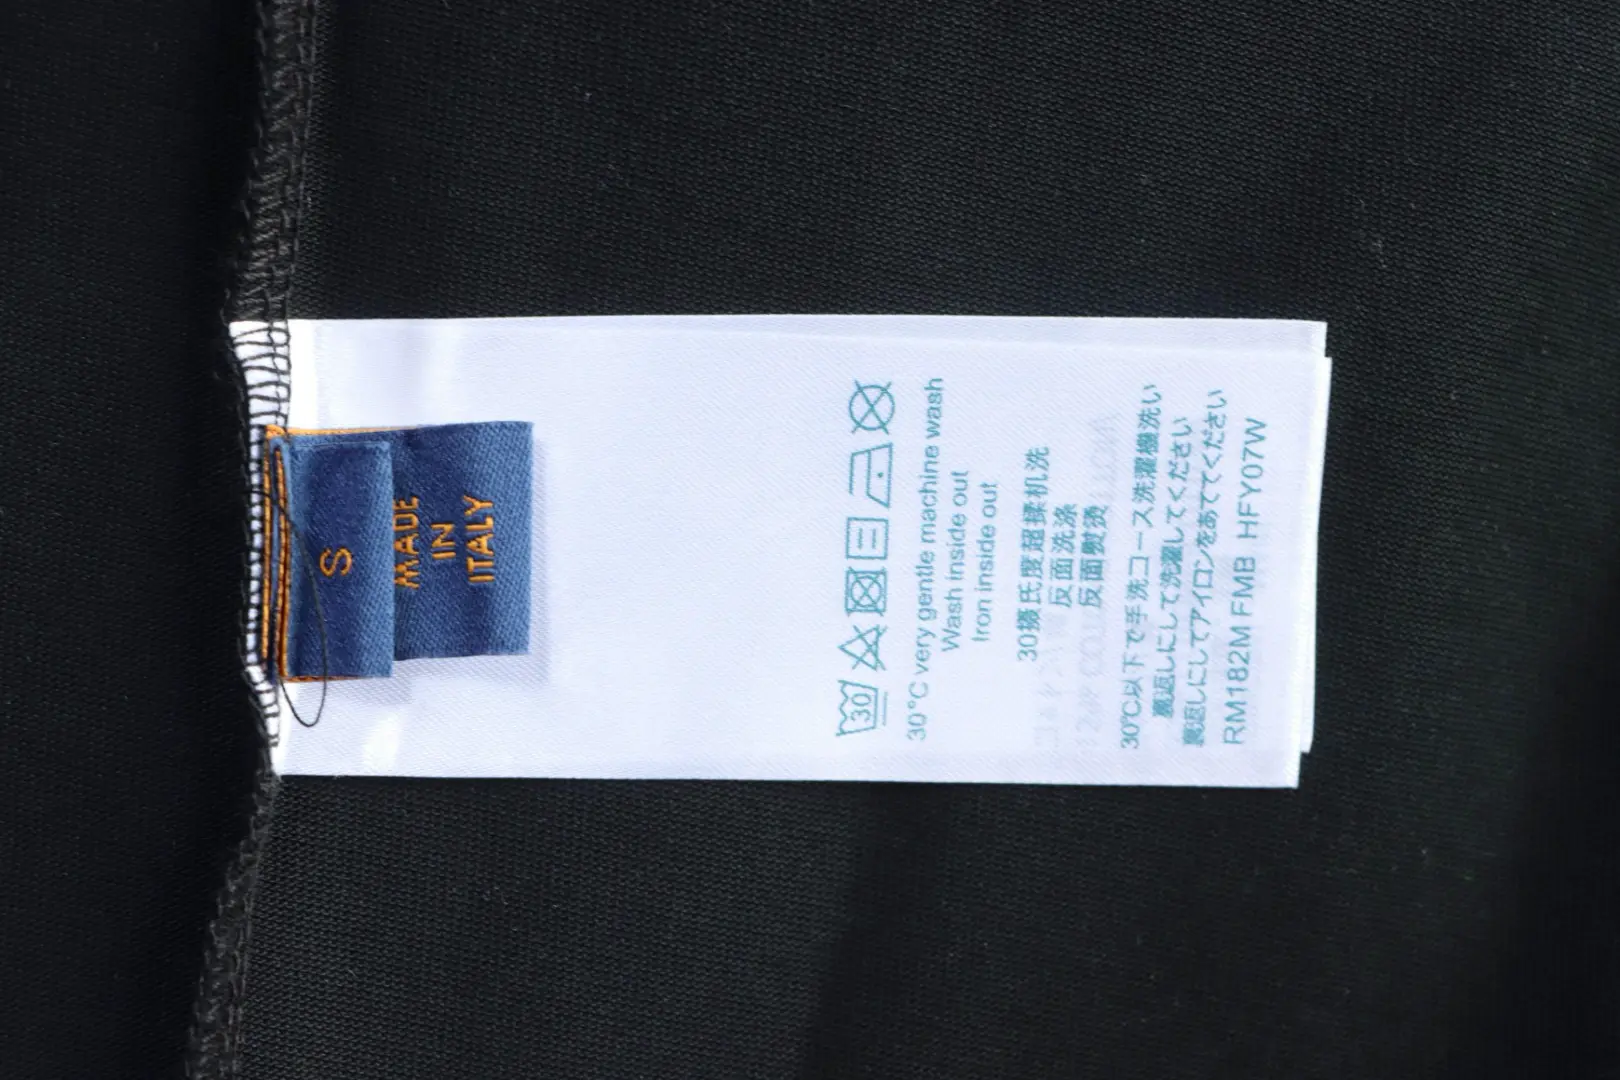 S
MADE
IN
ITALY
30
30°C very gentle machine wash
Wash inside out
Iron inside out
30摄氏度超揉机洗
反面洗涤
反面熨烫
30℃以下で手洗コース洗濯機洗い
裏返しにして洗濯してください
裏返しにしてアイロンをあててください
RM182M FMB HFY07W